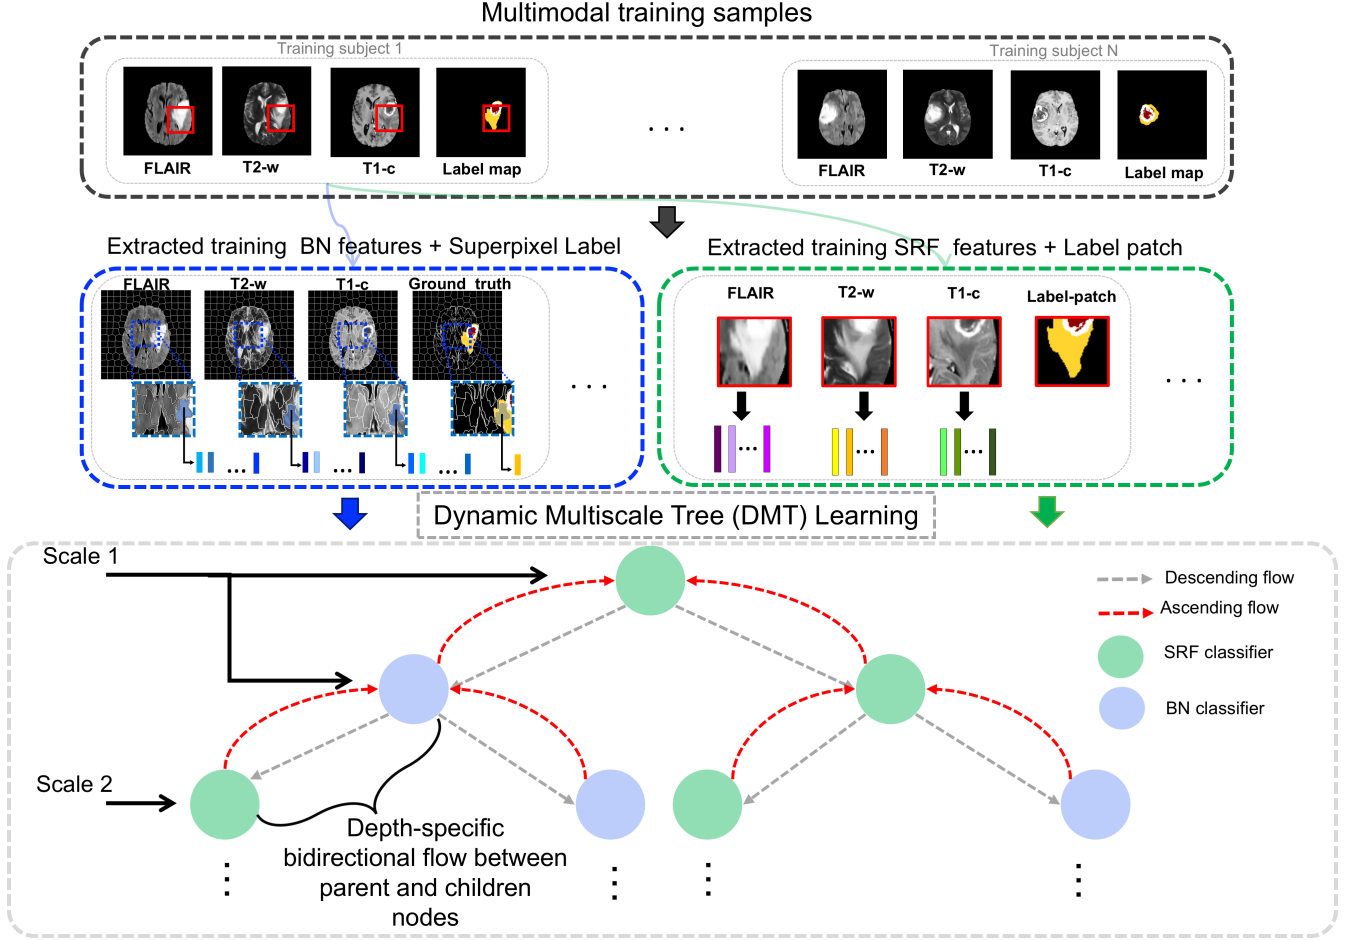 Multimodal training samples
Training subject 1
Training subject N
FLAIR
T2-w
T1-c
Label map
. . .
FLAIR
T2-w
T1-c
Label map
Extracted training BN features + Superpixel Label
Extracted training SRF features + Label patch
FLAIR
T2-w
T1-c
Ground truth
. . .
FLAIR
T2-w
T1-c
Label-patch
. . .
Dynamic Multiscale Tree (DMT) Learning
Scale 1
Descending flow
Ascending flow
SRF classifier
BN classifier
Scale 2
Depth-specific
bidirectional flow between
parent and children
nodes